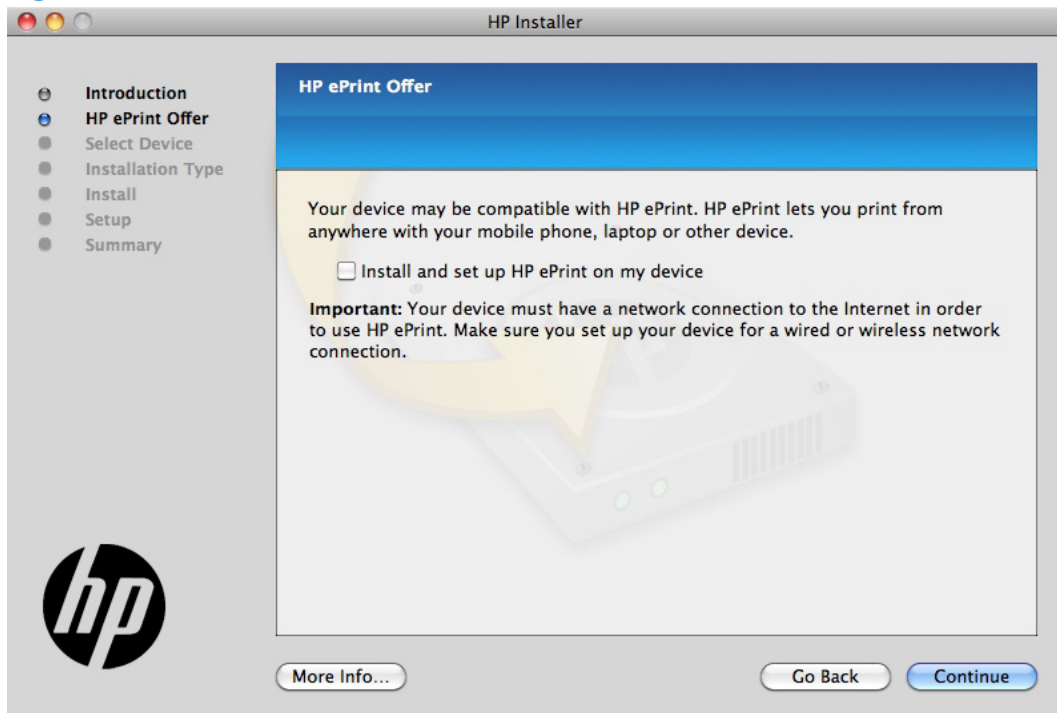 HP Installer
Introduction
HP ePrint Offer
Select Device
Installation Type
Install
Setup
Summary
HP ePrint Offer
Your device may be compatible with HP ePrint. HP ePrint lets you print from
anywhere with your mobile phone, laptop or other device.
Install and set up HP ePrint on my device
Important: Your device must have a network connection to the Internet in order
to use HP ePrint. Make sure you set up your device for a wired or wireless network
connection.
hp
More Info...
Go Back
Continue